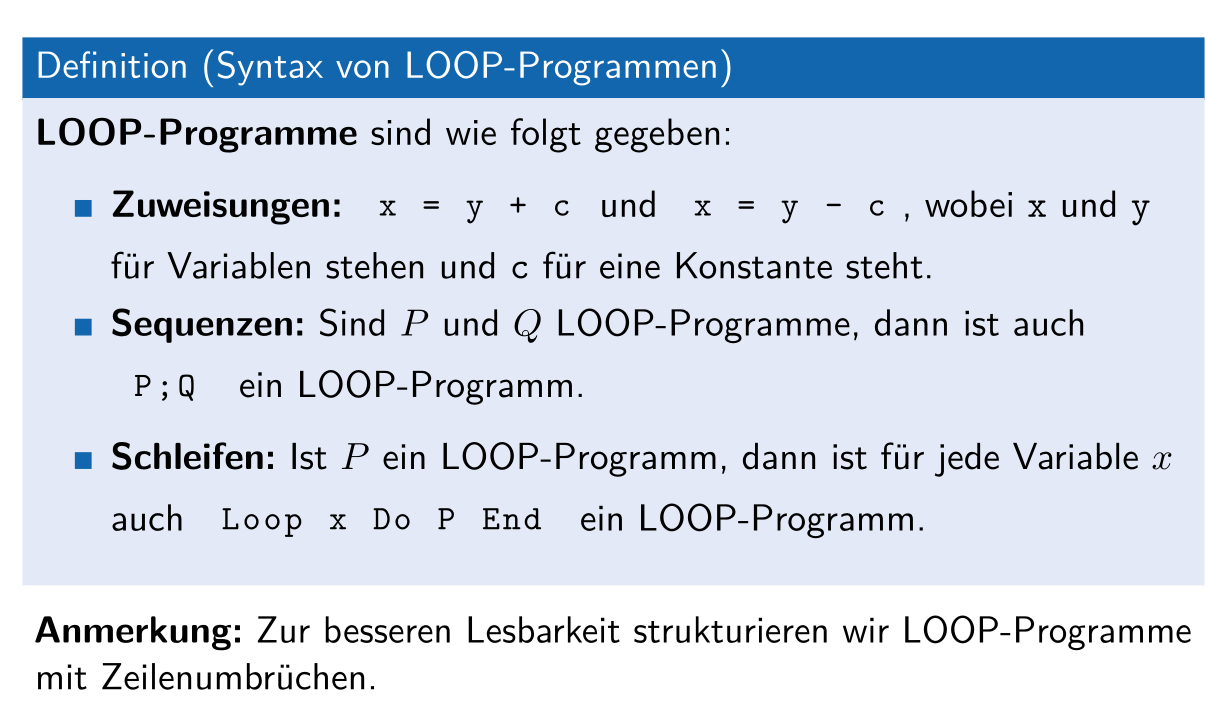 Definition (Syntax von LOOP-Programmen)
LOOP-Programme sind wie folgt gegeben:
Zuweisungen: x = y + c und x = y - c , wobei x und y
für Variablen stehen und c für eine Konstante steht.
Sequenzen: Sind P und Q LOOP-Programme, dann ist auch
P;Q ein LOOP-Programm.
Schleifen: Ist P ein LOOP-Programm, dann ist für jede Variable x
auch Loop x Do P End ein LOOP-Programm.
Anmerkung: Zur besseren Lesbarkeit strukturieren wir LOOP-Programme
mit Zeilenumbrüchen.